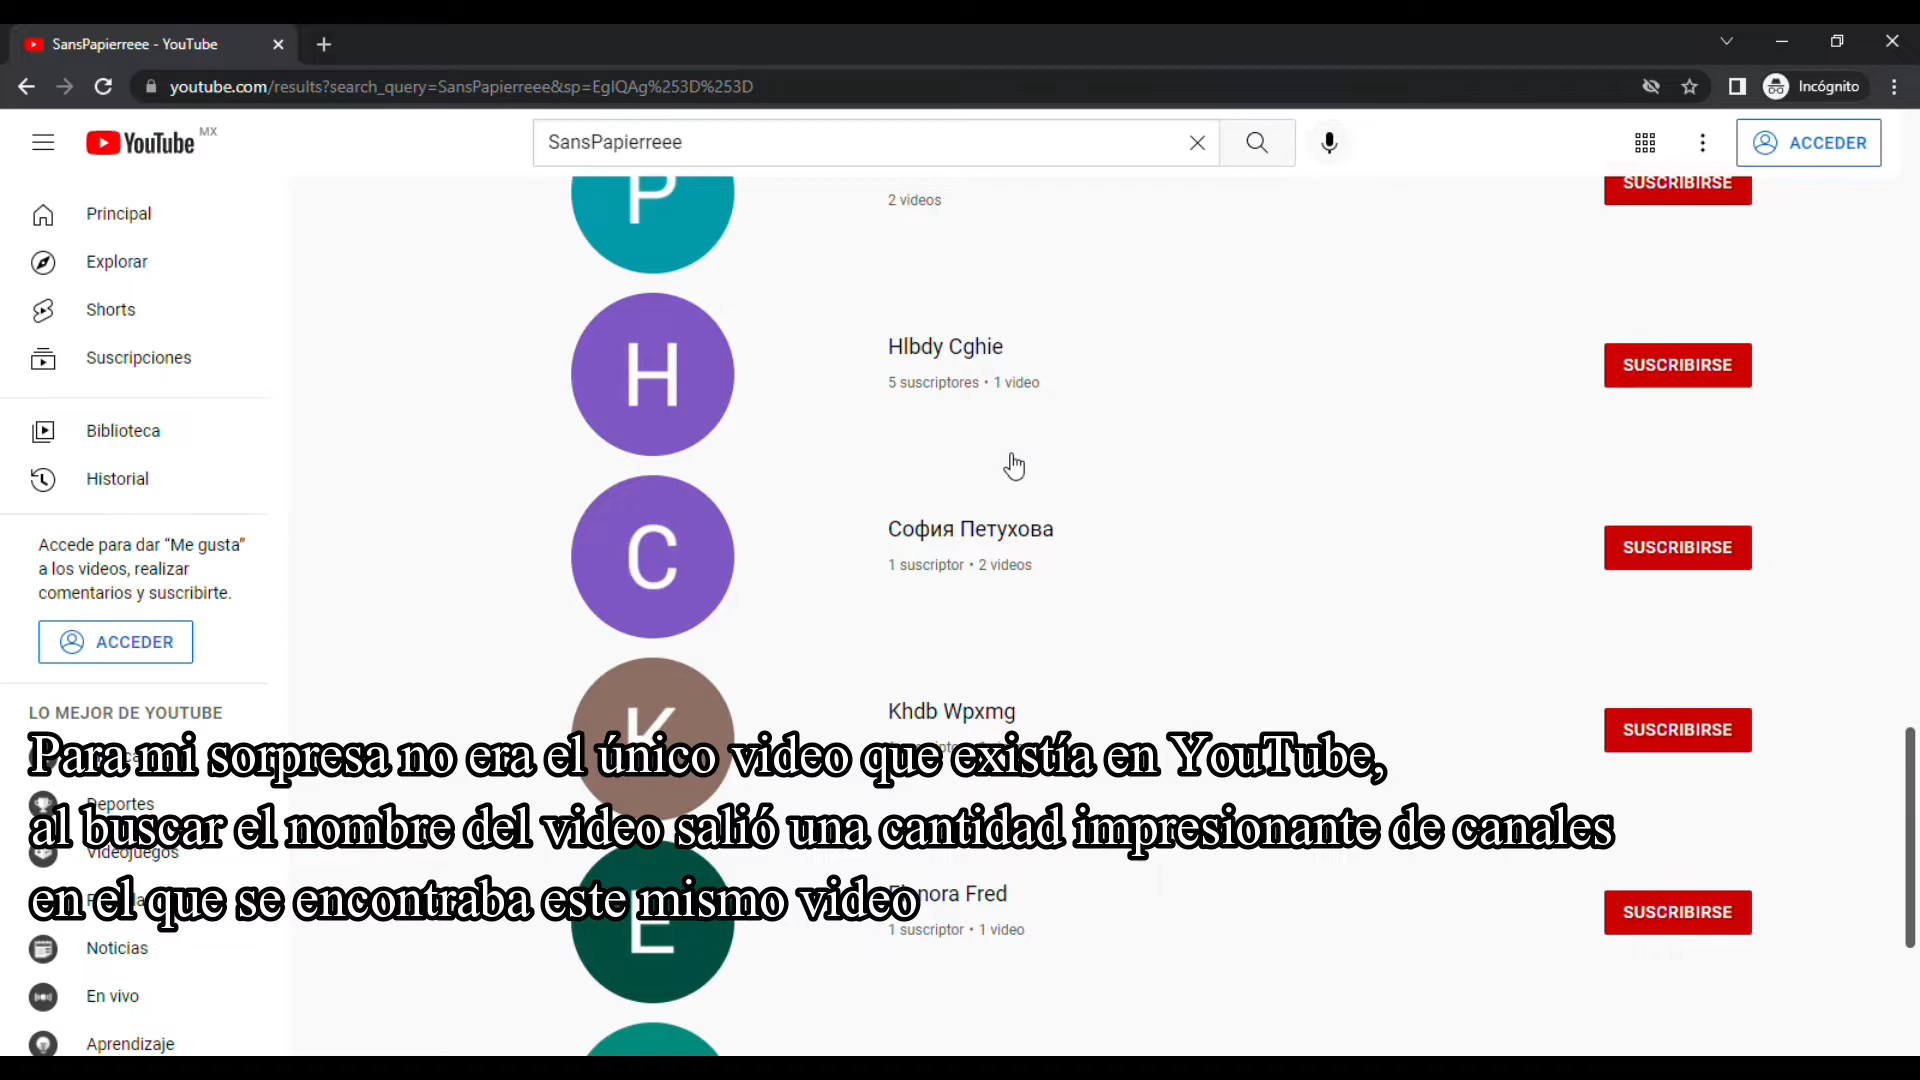 SansPapierreee - YouTube
youtube.com/results?search_query=SansPapierreee&sp=EgIQAg%253D%253D
Incógnito
YouTube MX
SansPapierreee
ACCEDER
Principal
Explorar
Shorts
Suscripciones
Biblioteca
Historial
Accede para dar “Me gusta”
a los videos, realizar
comentarios y suscribirte.
ACCEDER
LO MEJOR DE YOUTUBE
Deportes
Videojuegos
Noticias
En vivo
Aprendizaje
P
2 videos
SUSCRIBIRSE
H
Hlbdy Cghie
5 suscriptores • 1 video
SUSCRIBIRSE
С
София Петухова
1 suscriptor • 2 videos
SUSCRIBIRSE
K
Khdb Wpxmg
SUSCRIBIRSE
E
nora Fred
1 suscriptor • 1 video
SUSCRIBIRSE
Para mi sorpresa no era el único video que existía en YouTube,
al buscar el nombre del video salió una cantidad impresionante de canales
en el que se encontraba este mismo video